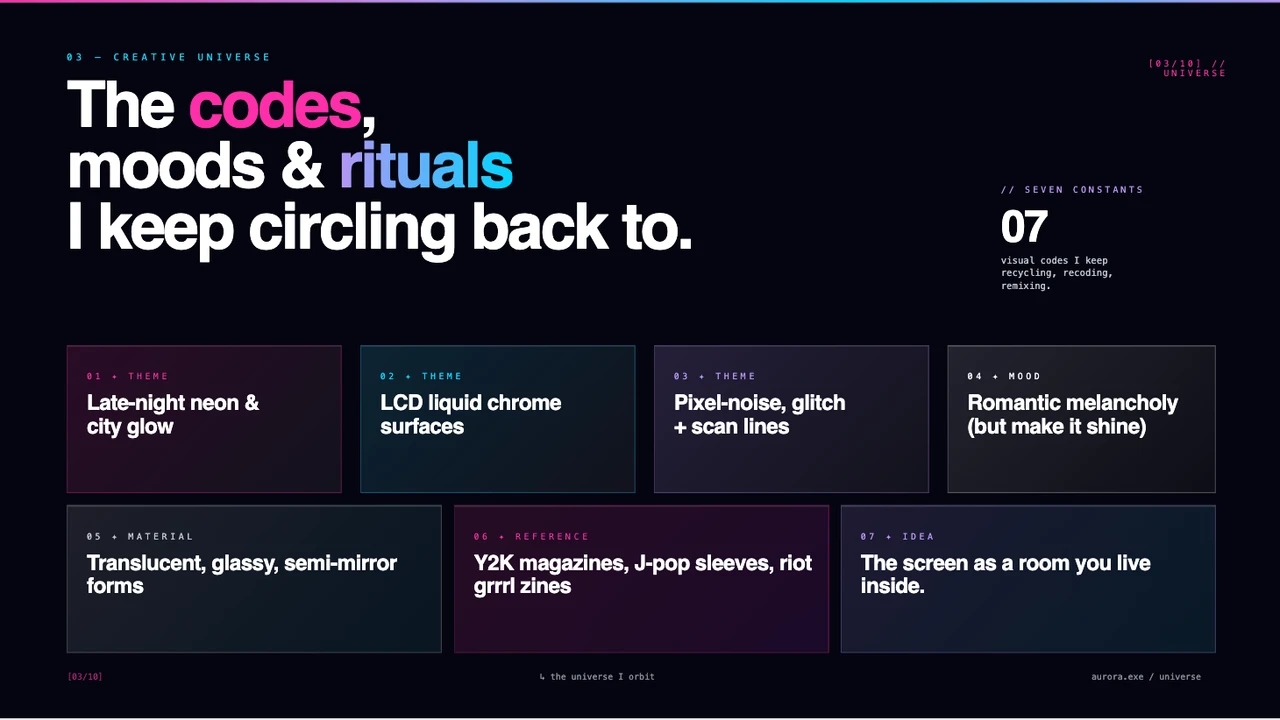 03 — CREATIVE UNIVERSE
[03/10] //
UNIVERSE
The codes,
moods & rituals
I keep circling back to.
// SEVEN CONSTANTS
07
visual codes I keep
recycling, recoding,
remixing.
01 ✦ THEME
Late-night neon &
city glow
02 ✦ THEME
LCD liquid chrome
surfaces
03 ✦ THEME
Pixel-noise, glitch
+ scan lines
04 ✦ MOOD
Romantic melancholy
(but make it shine)
05 ✦ MATERIAL
Translucent, glassy, semi-mirror
forms
06 ✦ REFERENCE
Y2K magazines, J-pop sleeves, riot
grrrl zines
07 ✦ IDEA
The screen as a room you live
inside.
[03/10]
↳ the universe I orbit
aurora.exe / universe